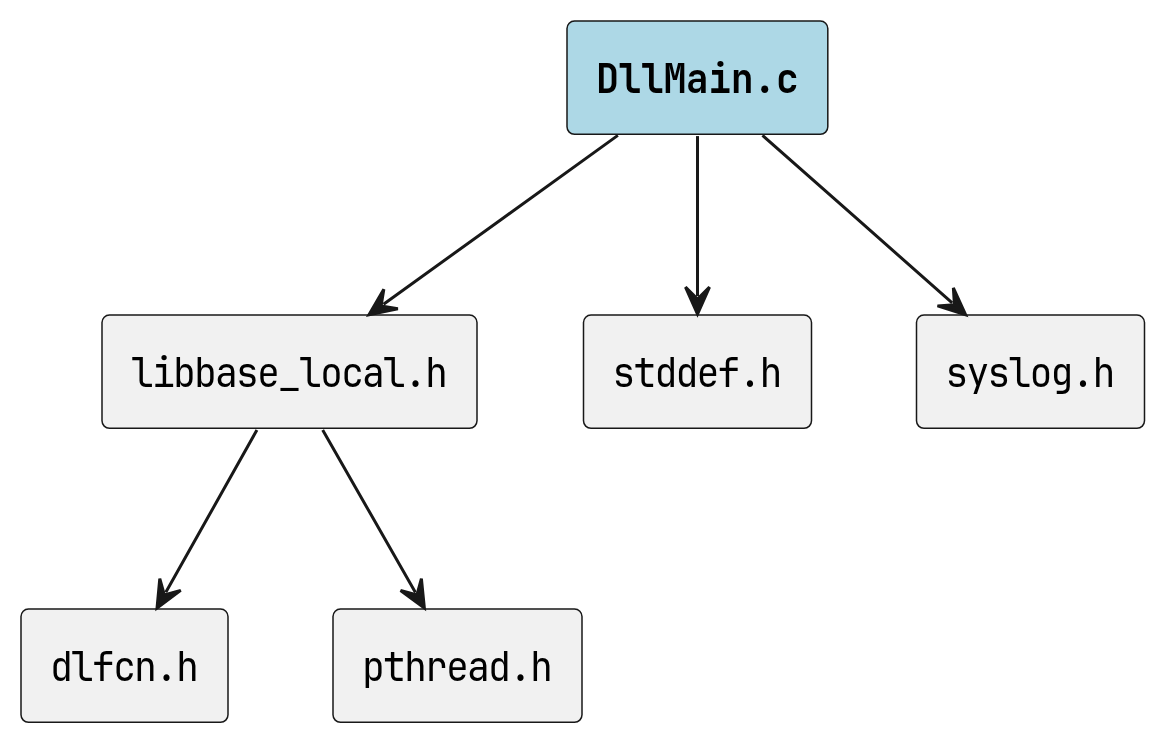 DllMain.c
libbase_local.h
stddef.h
syslog.h
dlfcn.h
pthread.h